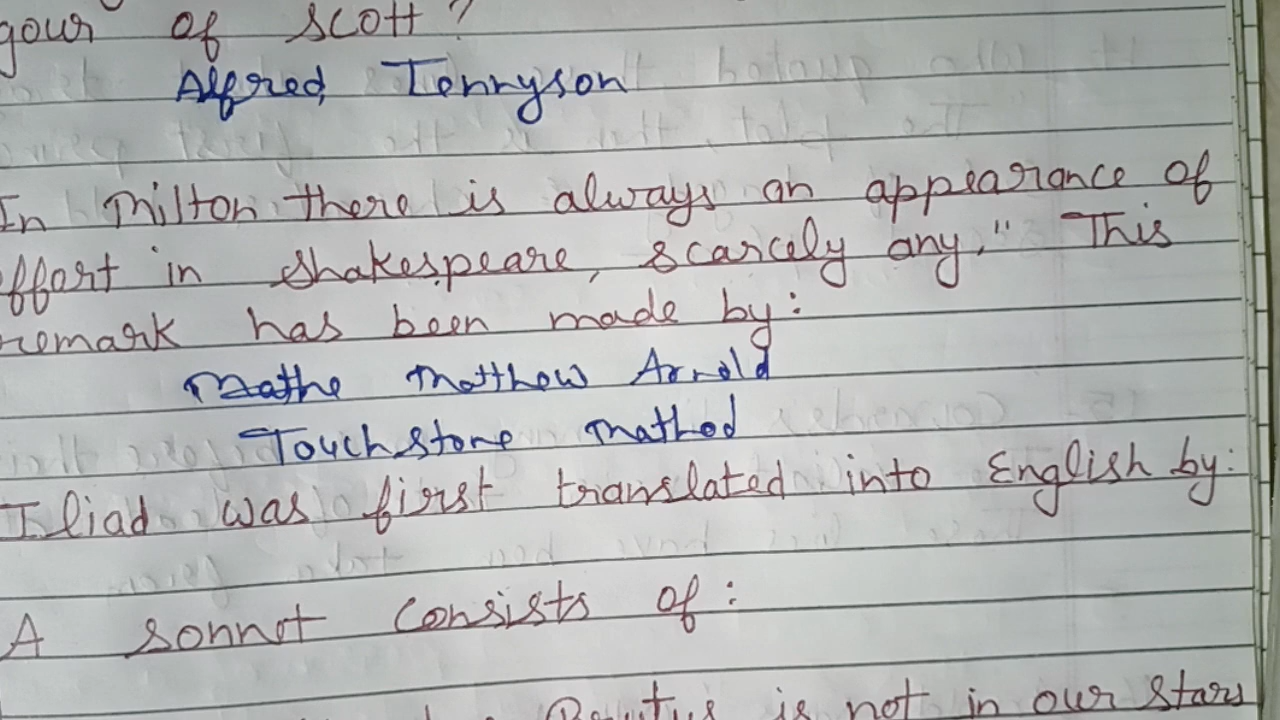 gour of Scott?
Alfred Tennyson
In Milton there is always an appearance of
effort in Shakespeare, scarcely any." This
remark has been made by:
Mathe Matthew Arnold
Touchstone Mathod
Iliad was first translated into English by:
A sonnot consists of:
is not in our stars